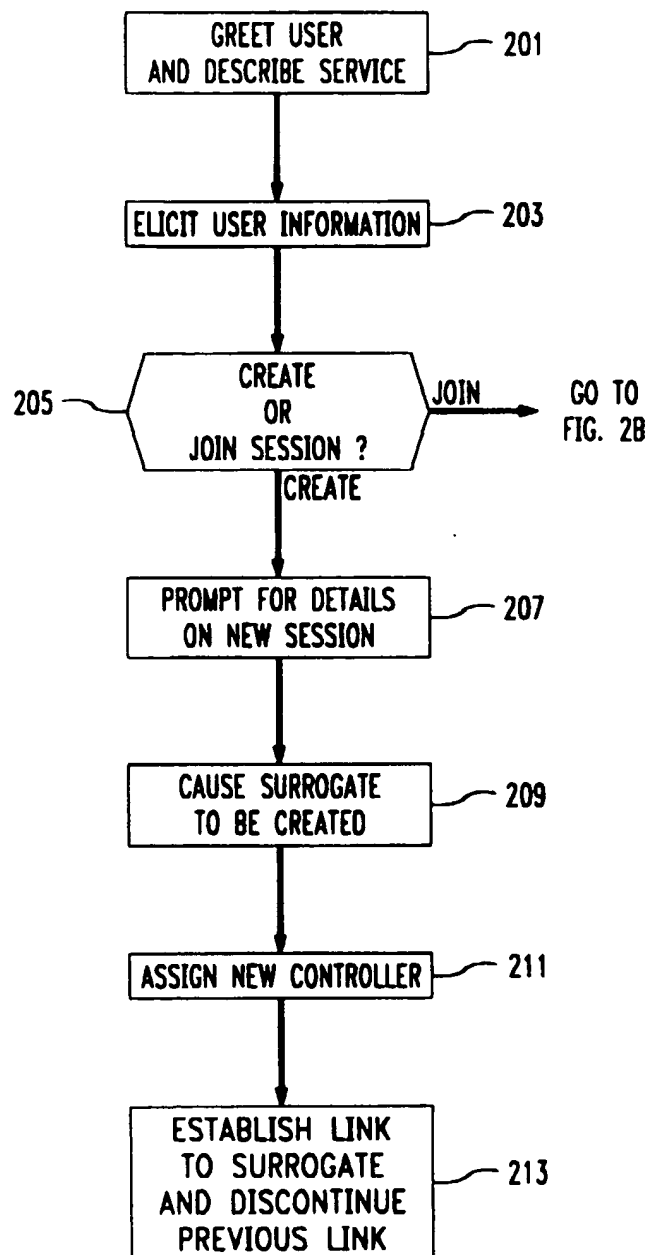 GREET USER
AND DESCRIBE SERVICE
201
ELICIT USER INFORMATION
203
205
CREATE
OR
JOIN SESSION ?
JOIN
GO TO
FIG. 2B
CREATE
PROMPT FOR DETAILS
ON NEW SESSION
207
CAUSE SURROGATE
TO BE CREATED
209
ASSIGN NEW CONTROLLER
211
ESTABLISH LINK
TO SURROGATE
AND DISCONTINUE
PREVIOUS LINK
213